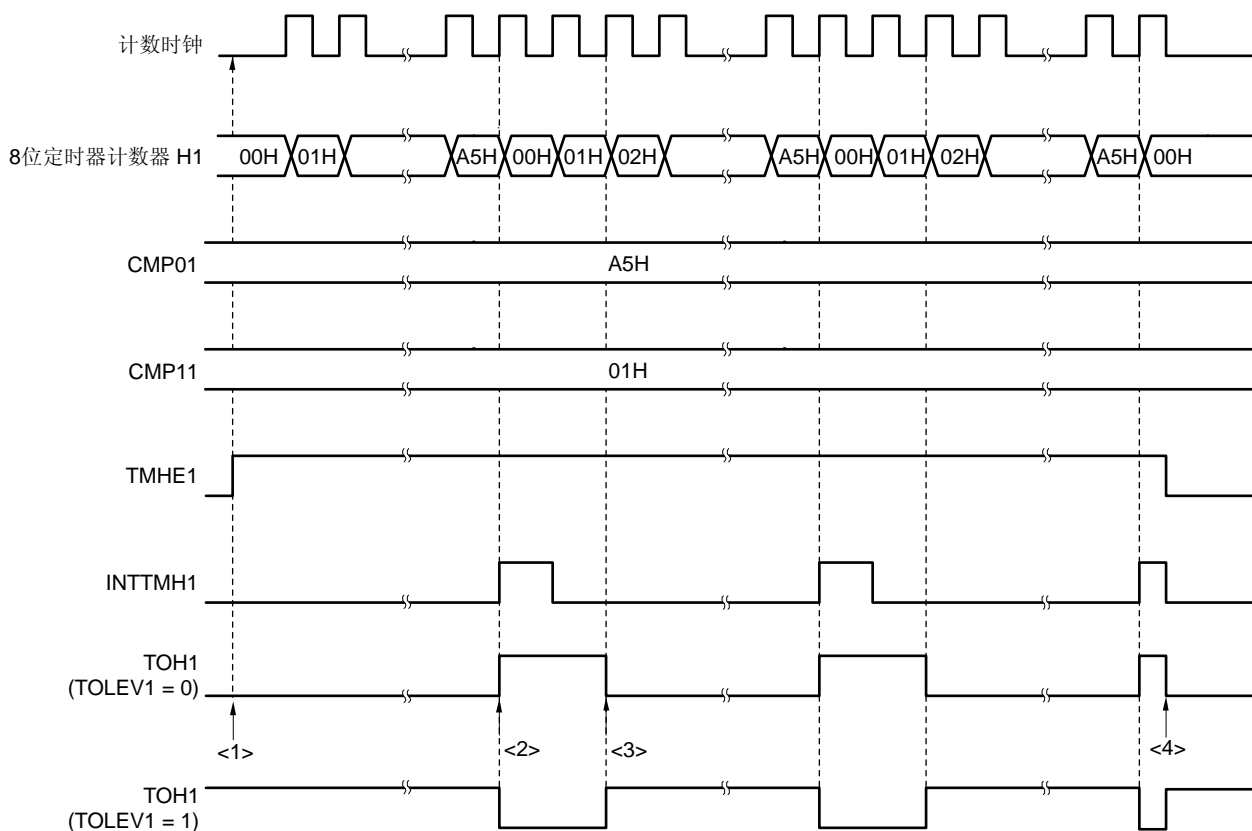 计数时钟
8位定时器计数器 H1
00H 01H A5H 00H 01H 02H A5H 00H 01H 02H A5H 00H
CMP01
A5H
CMP11
01H
TMHE1
INTTMH1
TOH1
(TOLEV1 = 0)
<1> <2> <3> <4>
TOH1
(TOLEV1 = 1)